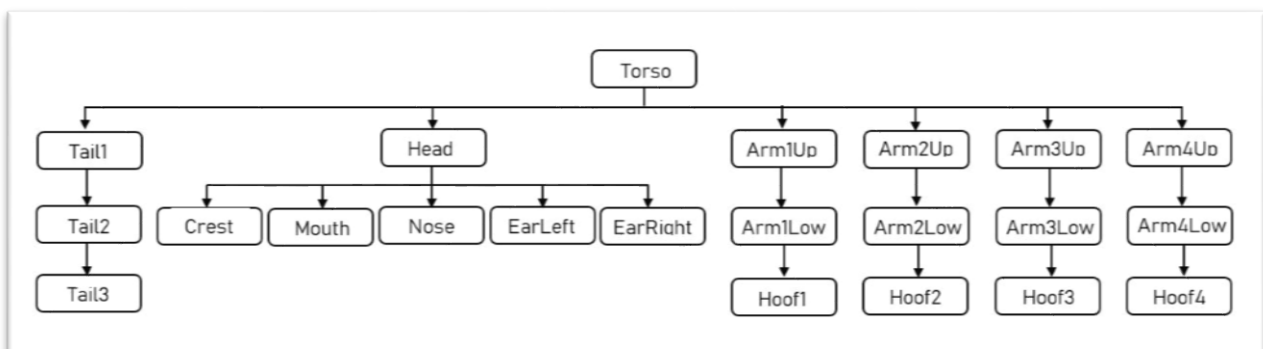 Torso
Tail1 Head Arm1Up Arm2Up Arm3Up Arm4Up
Tail2 Crest Mouth Nose EarLeft EarRight Arm1Low Arm2Low Arm3Low Arm4Low
Tail3 Hoof1 Hoof2 Hoof3 Hoof4